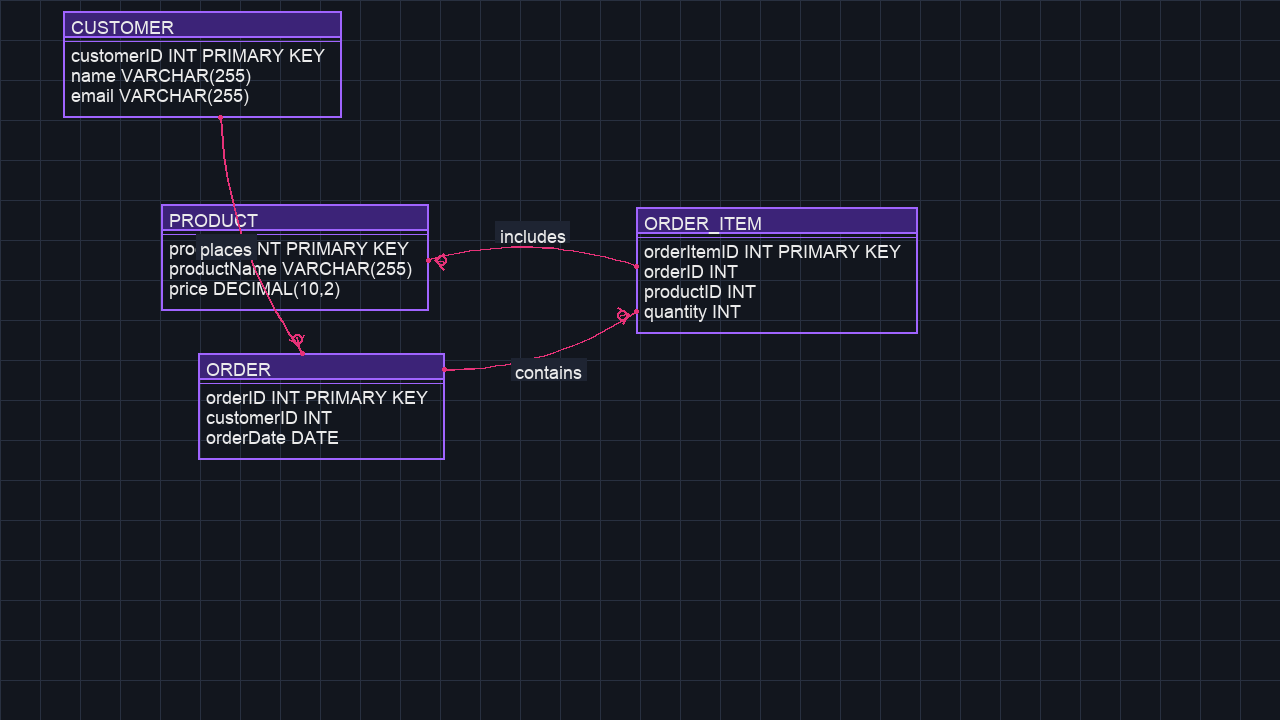 CUSTOMER
customerID INT PRIMARY KEY
name VARCHAR(255)
email VARCHAR(255)
PRODUCT
pro places NT PRIMARY KEY
productName VARCHAR(255)
price DECIMAL(10,2)
includes
ORDER_ITEM
orderItemID INT PRIMARY KEY
orderID INT
productID INT
quantity INT
contains
ORDER
orderID INT PRIMARY KEY
customerID INT
orderDate DATE